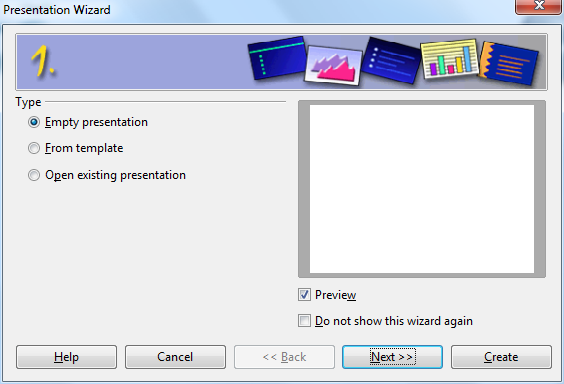 Presentation Wizard
1.
Type
Empty presentation
From template
Open existing presentation
Preview
Do not show this wizard again
Help
Cancel
<< Back
Next >>
Create